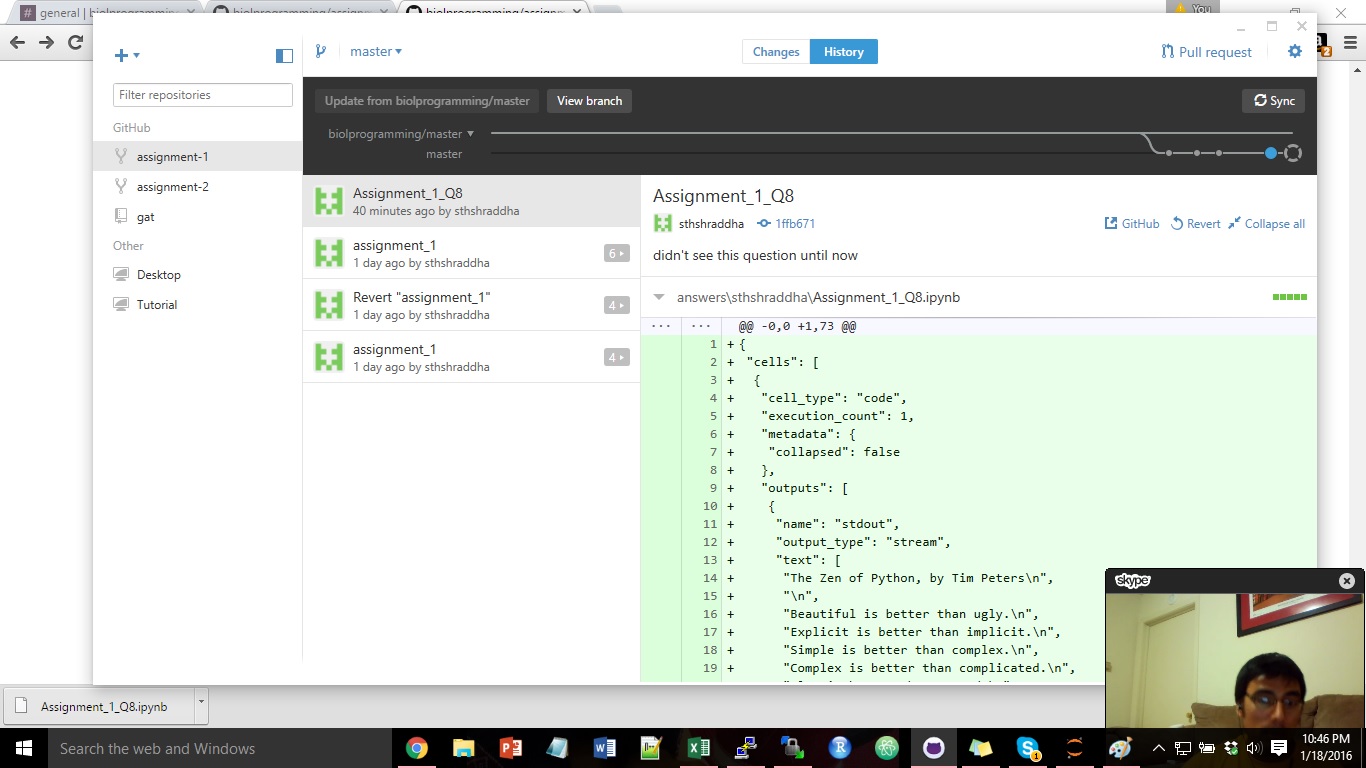 # general | biolprogramming
biolprogramming/assignm
biolprogramming/assignm
You
master
Changes
History
Pull request
Filter repositories
Update from biolprogramming/master
View branch
Sync
GitHub
biolprogramming/master
master
assignment-1
assignment-2
gat
Other
Desktop
Tutorial
Assignment_1_Q8
40 minutes ago by sthshraddha
assignment_1
1 day ago by sthshraddha
6
Revert "assignment_1"
1 day ago by sthshraddha
4
assignment_1
1 day ago by sthshraddha
4
Assignment_1_Q8
sthshraddha
1ffb671
GitHub
Revert
Collapse all
didn't see this question until now
answers\sthshraddha\Assignment_1_Q8.ipynb
... ... @@ -0,0 +1,73 @@
1 + {
2 + "cells": [
3 + {
4 + "cell_type": "code",
5 + "execution_count": 1,
6 + "metadata": {
7 + "collapsed": false
8 + },
9 + "outputs": [
10 + {
11 + "name": "stdout",
12 + "output_type": "stream",
13 + "text": [
14 + "The Zen of Python, by Tim Peters\n",
15 + "\n",
16 + "Beautiful is better than ugly.\n",
17 + "Explicit is better than implicit.\n",
18 + "Simple is better than complex.\n",
19 + "Complex is better than complicated.\n",
skype
Assignment_1_Q8.ipynb
Search the web and Windows
10:46 PM
1/18/2016